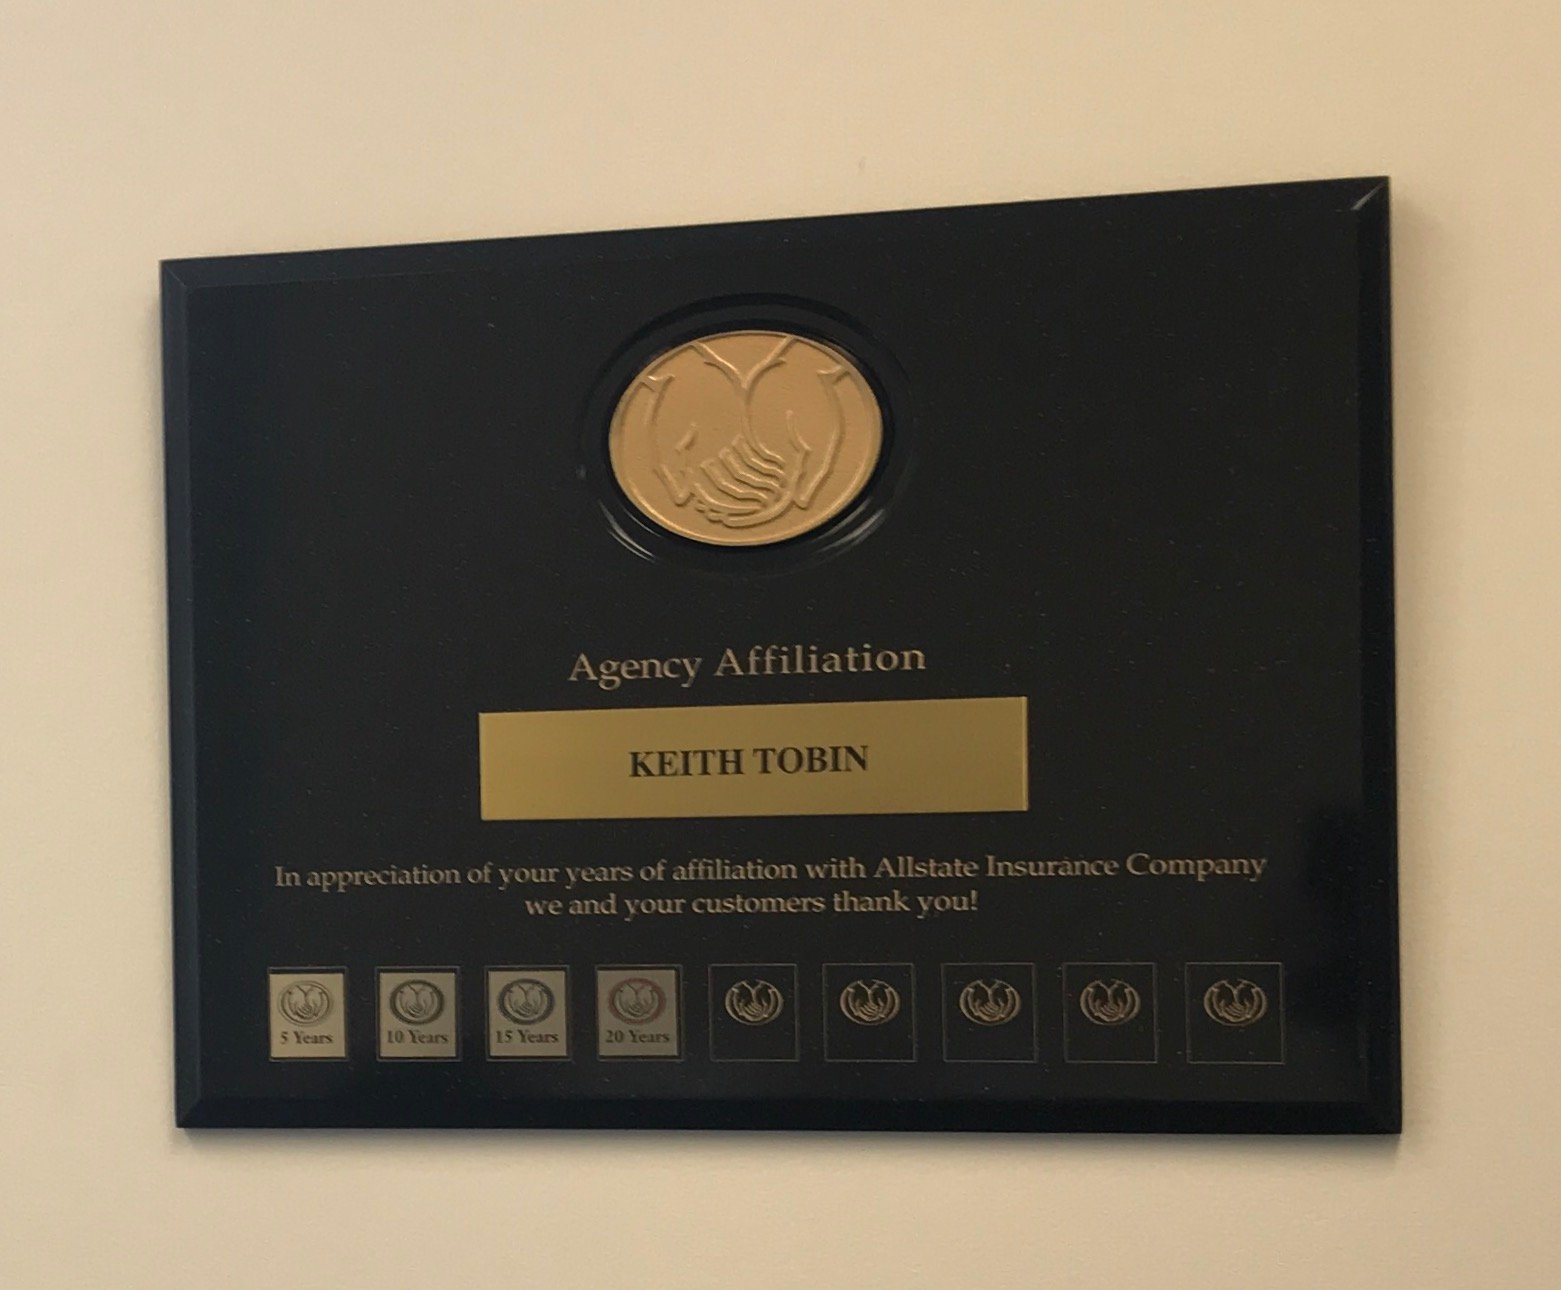 Agency Affiliation
KEITH TOBIN
In appreciation of your years of affiliation with Allstate Insurance Company
we and your customers thank you!
5 Years 10 Years 15 Years 20 Years